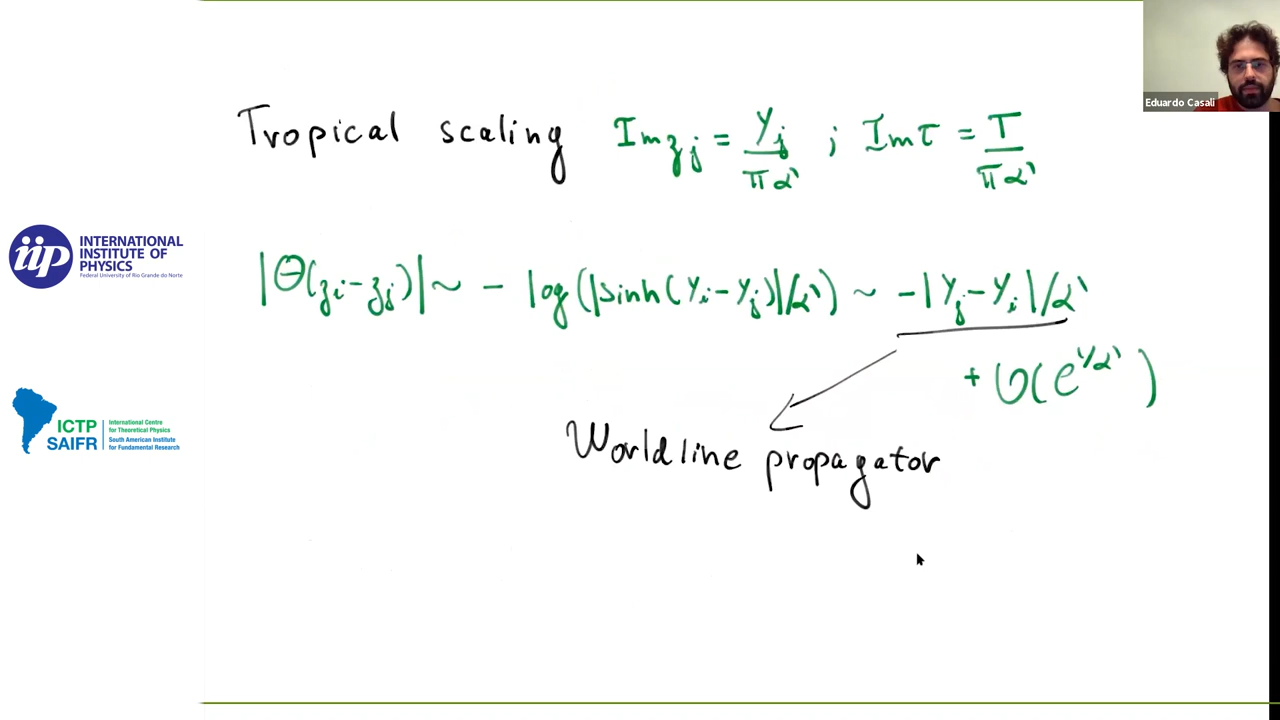 Eduardo Casali
Tropical scaling Im z_j = Y_j / πα' ; Im τ = T / πα'
iip INTERNATIONAL INSTITUTE OF PHYSICS
Federal University of Rio Grande do Norte
|Θ(z_i - z_j)| ~ - log(|sinh(Y_i - Y_j)|/α') ~ -|Y_j - Y_i|/α'
+ O(e^{1/α'})
ICTP SAIFR
International Centre for Theoretical Physics
South American Institute for Fundamental Research
Worldline propagator